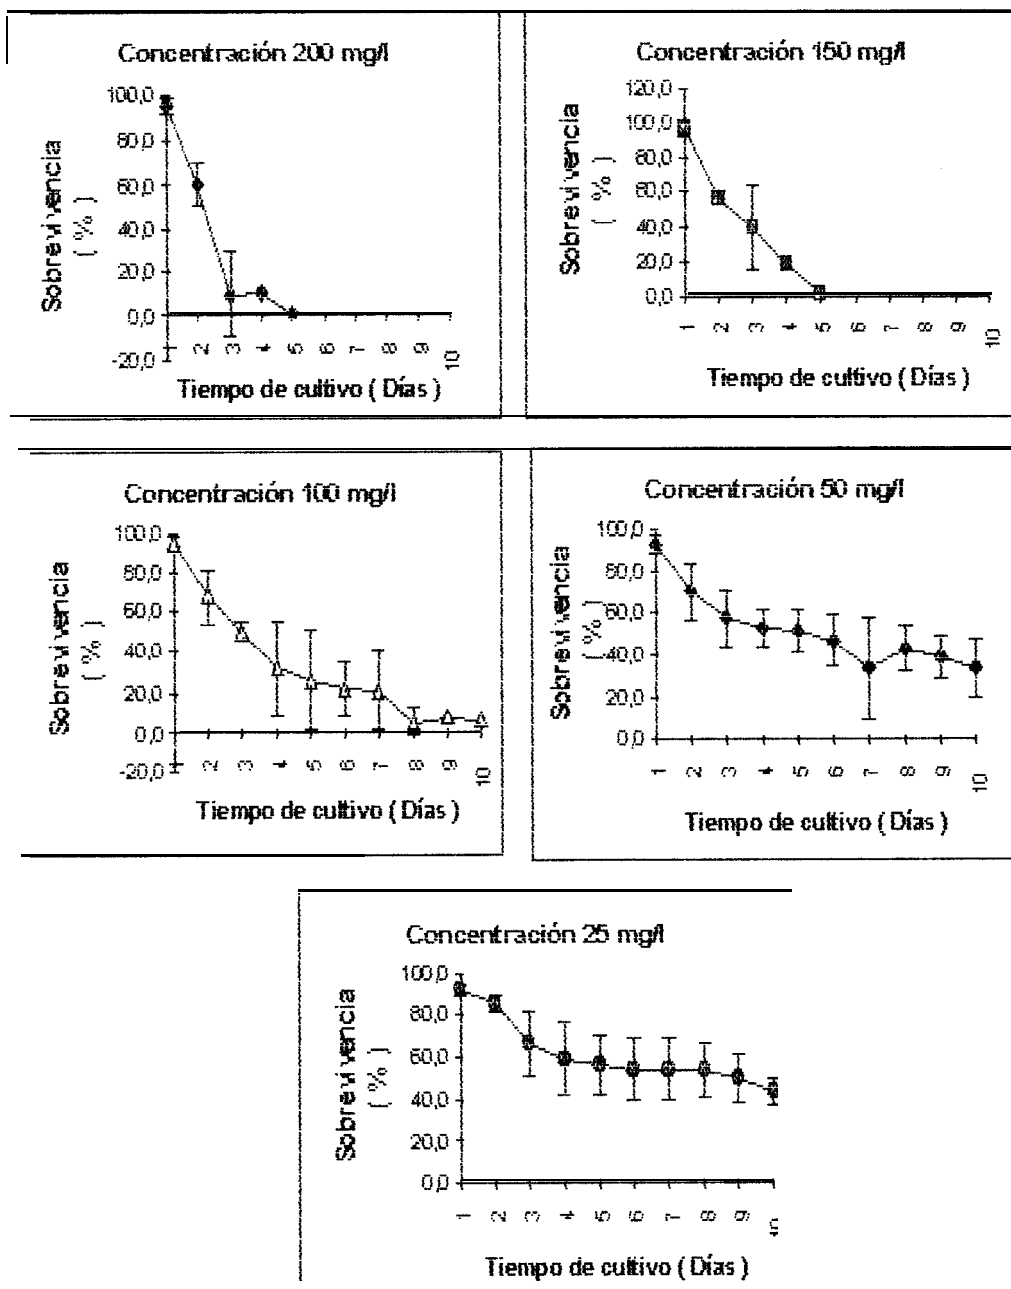 Concentración 200 mg/l
Sobrevivencia
( % )
100,0
80,0
60,0
40,0
20,0
0,0
-20,0
1 2 3 4 5 6 7 8 9 10
Tiempo de cultivo ( Días )
Concentración 150 mg/l
Sobrevivencia
( % )
120,0
100,0
80,0
60,0
40,0
20,0
0,0
1 2 3 4 5 6 7 8 9 10
Tiempo de cultivo ( Días )
Concentración 100 mg/l
Sobrevivencia
( % )
100,0
80,0
60,0
40,0
20,0
0,0
-20,0
1 2 3 4 5 6 7 8 9 10
Tiempo de cultivo ( Días )
Concentración 50 mg/l
Sobrevivencia
( % )
100,0
80,0
60,0
40,0
20,0
0,0
1 2 3 4 5 6 7 8 9 10
Tiempo de cultivo ( Días )
Concentración 25 mg/l
Sobrevivencia
( % )
100,0
80,0
60,0
40,0
20,0
0,0
1 2 3 4 5 6 7 8 9 10
Tiempo de cultivo ( Días )